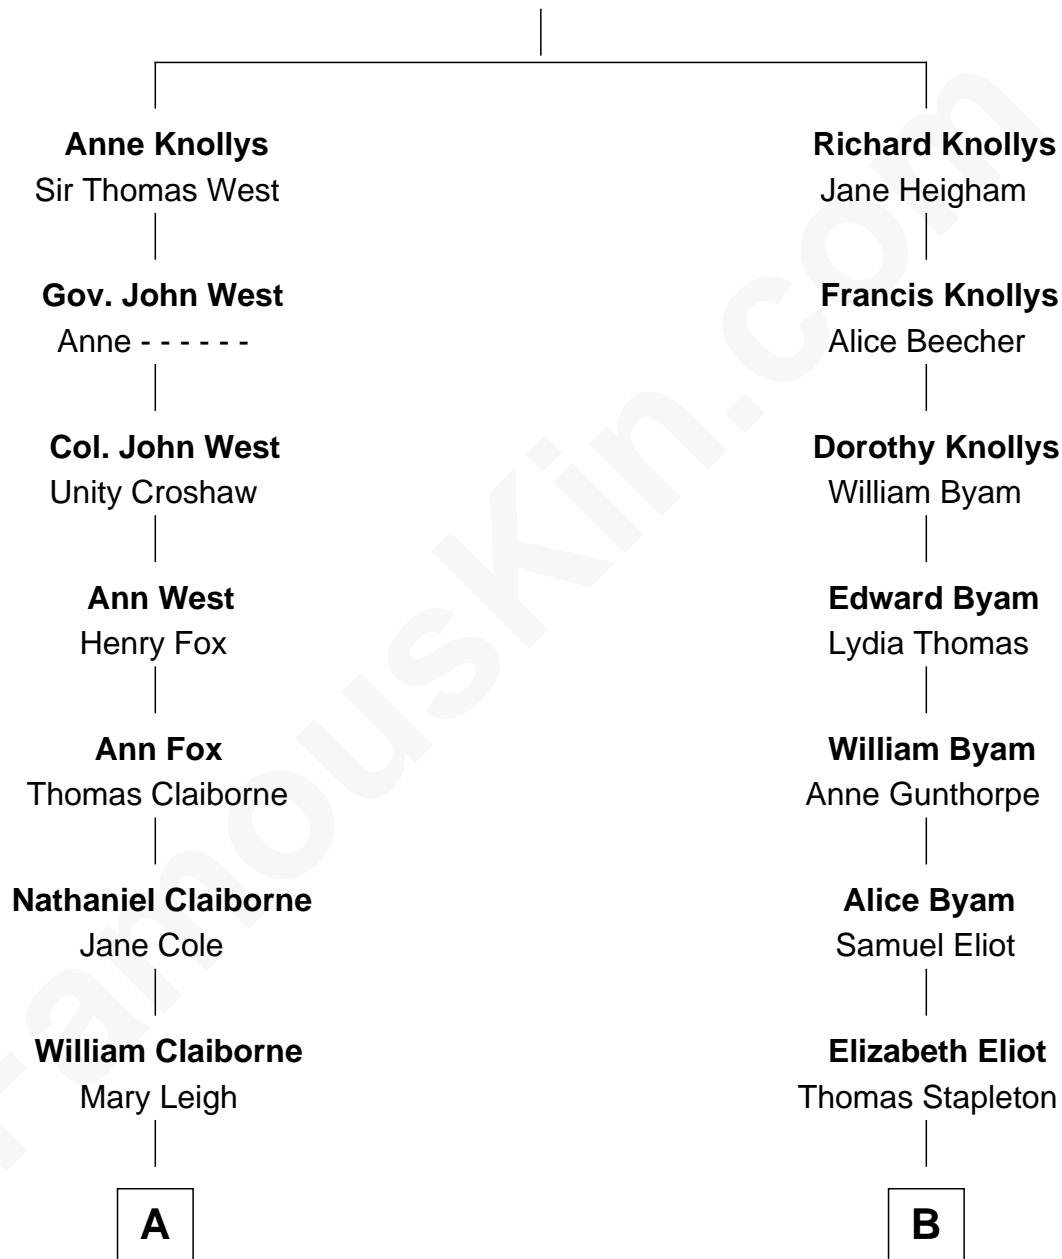 Anne Knollys
Sir Thomas West
Richard Knollys
Jane Heigham
Gov. John West
Anne - - - - - -
Francis Knollys
Alice Beecher
Col. John West
Unity Croshaw
Dorothy Knollys
William Byam
Ann West
Henry Fox
Edward Byam
Lydia Thomas
Ann Fox
Thomas Claiborne
William Byam
Anne Gunthorpe
Nathaniel Claiborne
Jane Cole
Alice Byam
Samuel Eliot
William Claiborne
Mary Leigh
Elizabeth Eliot
Thomas Stapleton
A
B
FamousKin.com